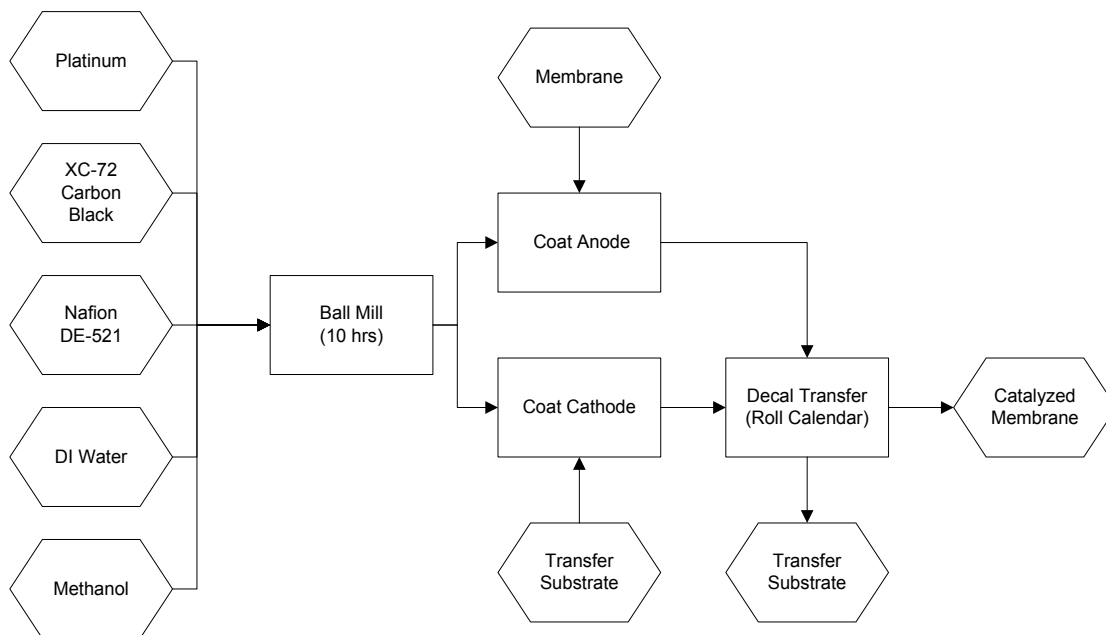 Platinum
XC-72
Carbon
Black
Nafion
DE-521
DI Water
Methanol
Ball Mill
(10 hrs)
Membrane
Coat Anode
Coat Cathode
Transfer
Substrate
Decal Transfer
(Roll Calendar)
Transfer
Substrate
Catalyzed
Membrane